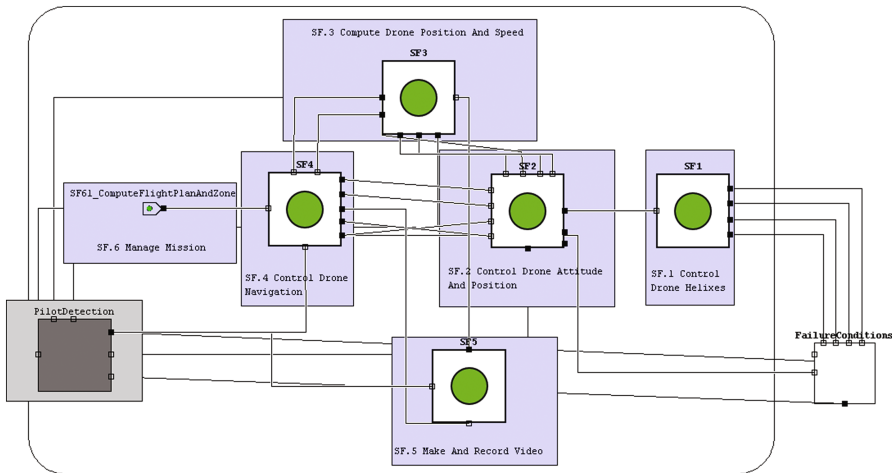 SF.3 Compute Drone Position And Speed
SF3
SF4
SF2
SF1
SF61_ComputeFlightPlanAndZone
SF.6 Manage Mission
SF.4 Control Drone
Navigation
SF.2 Control Drone Attitude
And Position
SF.1 Control
Drone Helixes
PilotDetection
FailureConditions
SF5
SF.5 Make And Record Video